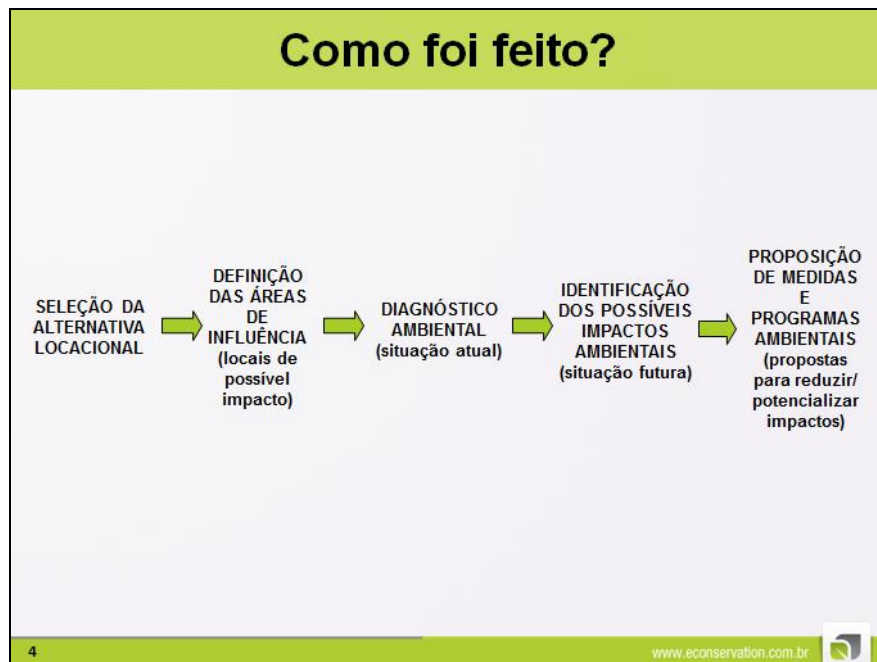 Como foi feito?
SELEÇÃO DA
ALTERNATIVA
LOCACIONAL
DEFINIÇÃO
DAS ÁREAS
DE
INFLUÊNCIA
(locais de
possível
impacto)
DIAGNÓSTICO
AMBIENTAL
(situação atual)
IDENTIFICAÇÃO
DOS POSSÍVEIS
IMPACTOS
AMBIENTAIS
(situação futura)
PROPOSIÇÃO
DE MEDIDAS
E
PROGRAMAS
AMBIENTAIS
(propostas
para reduzir/
potencializar
impactos)
4
www.econservation.com.br